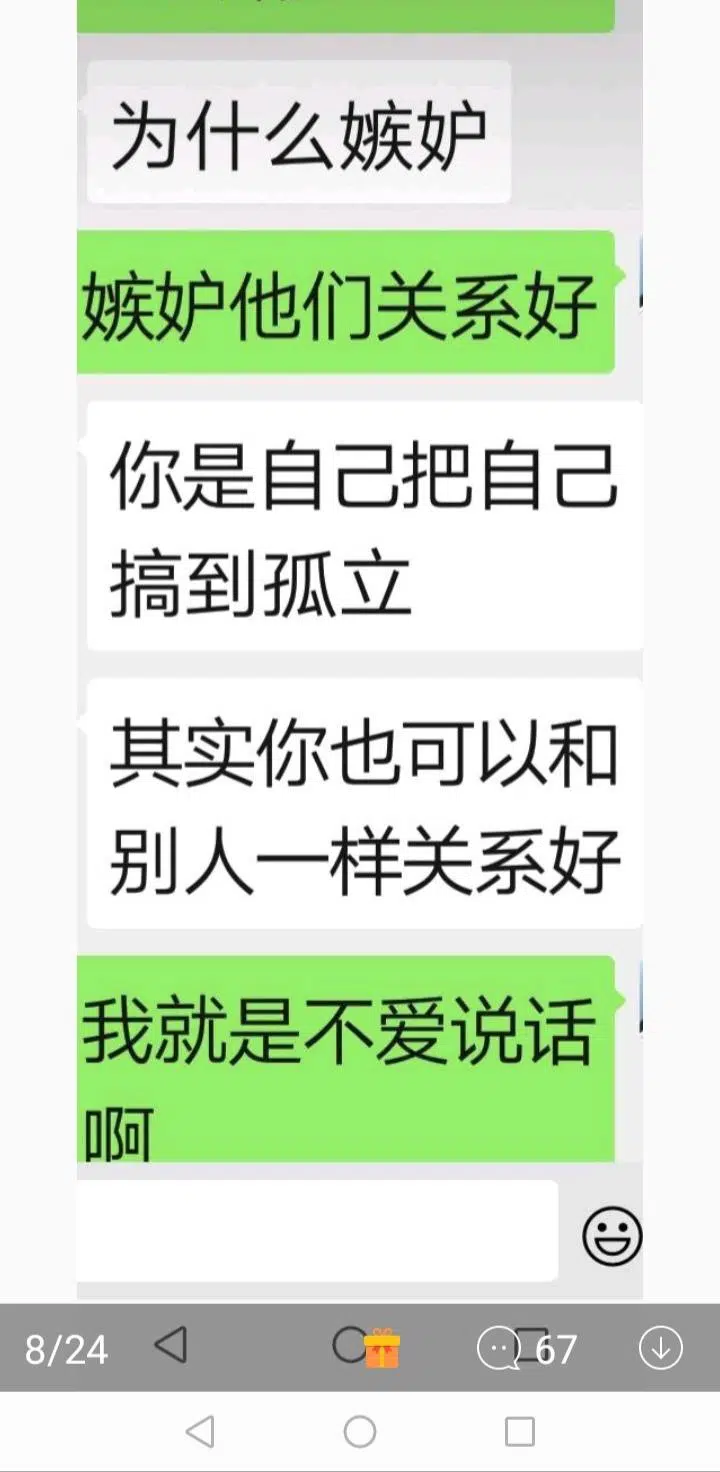 为什么嫉妒
嫉妒他们关系好
你是自己把自己
搞到孤立
其实你也可以和
别人一样关系好
我就是不爱说话
啊
8/24
67